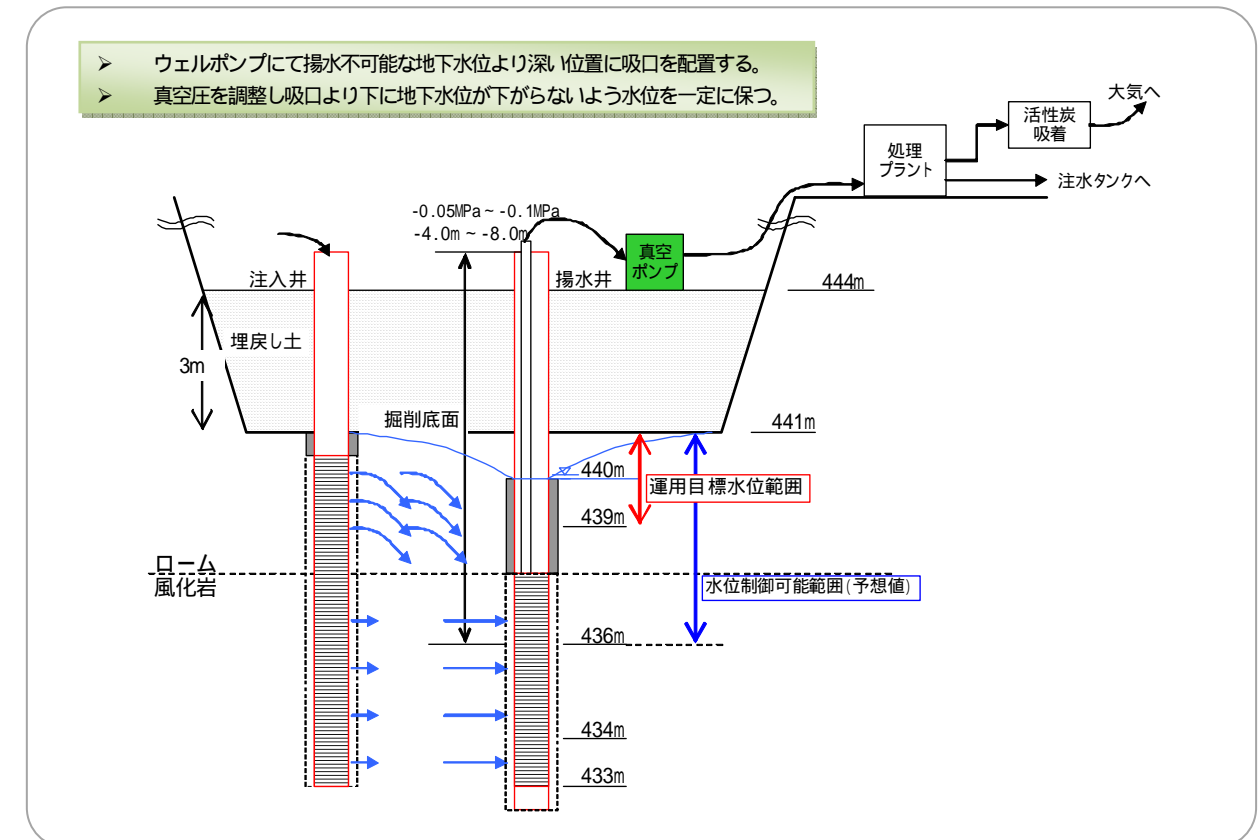 ➢ ウェルポンプにて揚水不可能な地下水位より深い位置に吸口を配置する。
➢ 真空圧を調整し吸口より下に地下水位が下がらないよう水位を一定に保つ。
大気へ
活性炭
吸着
処理
プラント
注水タンクへ
-0.05MPa~-0.1MPa
-4.0m~-8.0m
真空
ポンプ
注入井
揚水井
444m
埋戻し土
3m
掘削底面
441m
440m
運用目標水位範囲
439m
ローム
風化岩
水位制御可能範囲(予想値)
436m
434m
433m